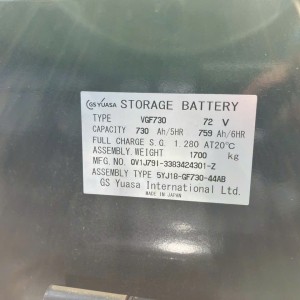 GS YUASA STORAGE BATTERY
TYPE VGF730 72 V
CAPACITY 730 Ah/5HR 759 Ah/6HR
FULL CHARGE S.G. 1 280 AT20°C
ASSEMBLY.WEIGHT 1700 kg
MFG. NO. QV1J79I-3383424301-Z
ASSEMBLY TYPE 5YJ18-GF730-44AB
GS Yuasa International Ltd.
MADE IN JAPAN